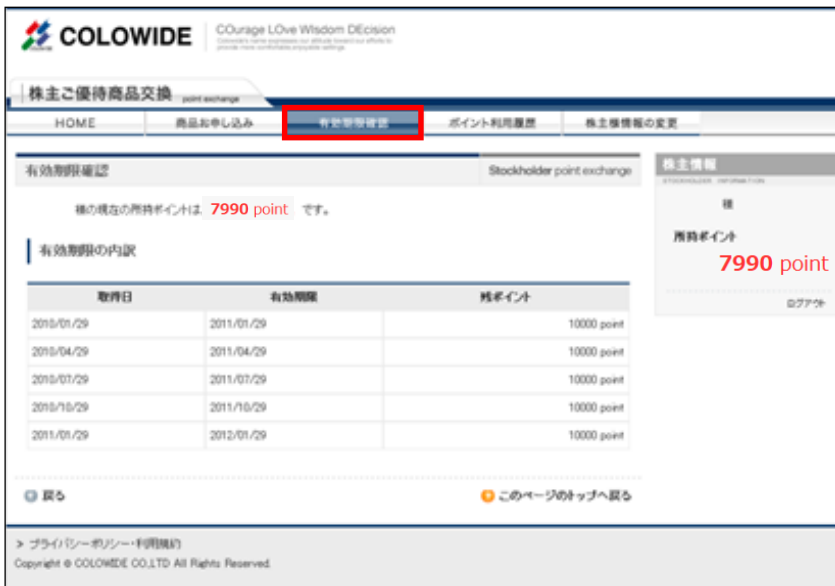 COLOWIDE
COurage LOve WIsdom DEcision
株主ご優待商品交換 point exchange
HOME 商品お申し込み 有効期限確認 ポイント利用履歴 株主様情報の変更
有効期限確認 Stockholder point exchange
様の現在の所持ポイントは 7990 point です。
有効期限の内訳
取得日 有効期限 残ポイント
2010/01/29 2011/01/29 10000 point
2010/04/29 2011/04/29 10000 point
2010/07/29 2011/07/29 10000 point
2010/10/29 2011/10/29 10000 point
2011/01/29 2012/01/29 10000 point
戻る
このページのトップへ戻る
株主情報
STOCKHOLDER INFORMATION
様
所持ポイント
7990 point
ログアウト
> プライバシーポリシー・利用規約
Copyright © COLOWIDE CO.,LTD All Rights Reserved.